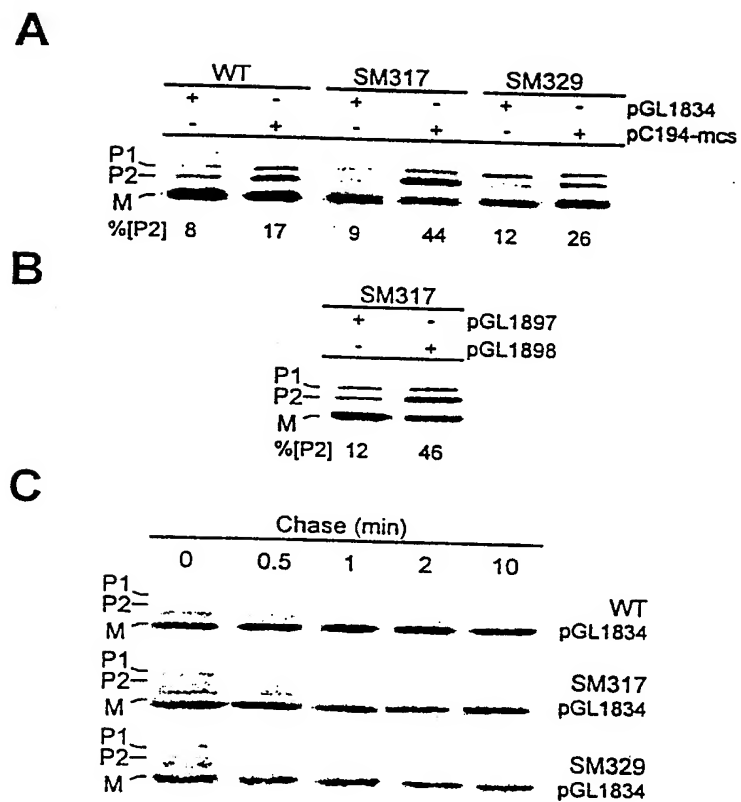 A
WT SM317 SM329
+ - + - + - pGL1834
- + - + - + pC194-mcs
P1
P2
M
%[P2] 8 17 9 44 12 26
B
SM317
+ - pGL1897
- + pGL1898
P1
P2
M
%[P2] 12 46
C
Chase (min)
0 0.5 1 2 10
P1
P2
M
WT
pGL1834
P1
P2
M
SM317
pGL1834
P1
P2
M
SM329
pGL1834